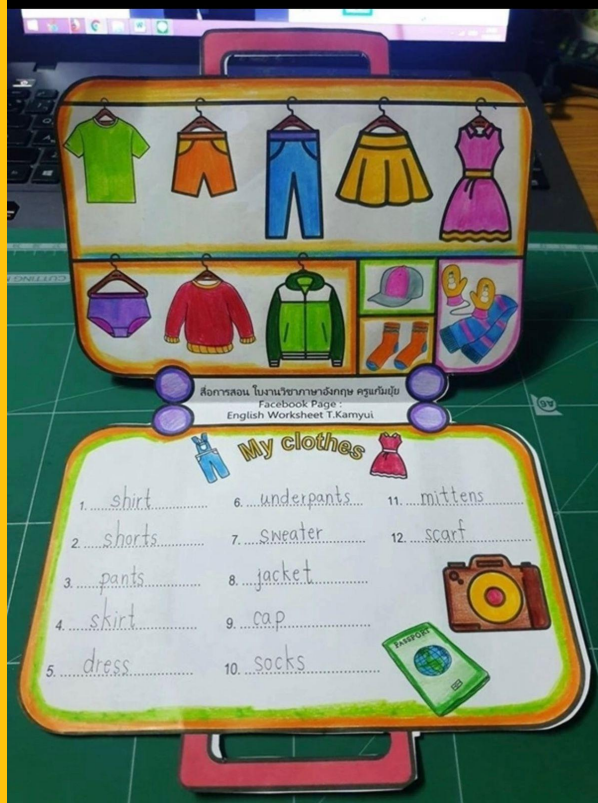 สื่อการสอน ใบงานวิชาภาษาอังกฤษ ครูแก้มยุ้ย
Facebook Page :
English Worksheet T.Kamyui
My clothes
1. shirt
2. shorts
3. pants
4. skirt
5. dress
6. underpants
7. sweater
8. jacket
9. cap
10. socks
11. mittens
12. scarf
PASSPORT